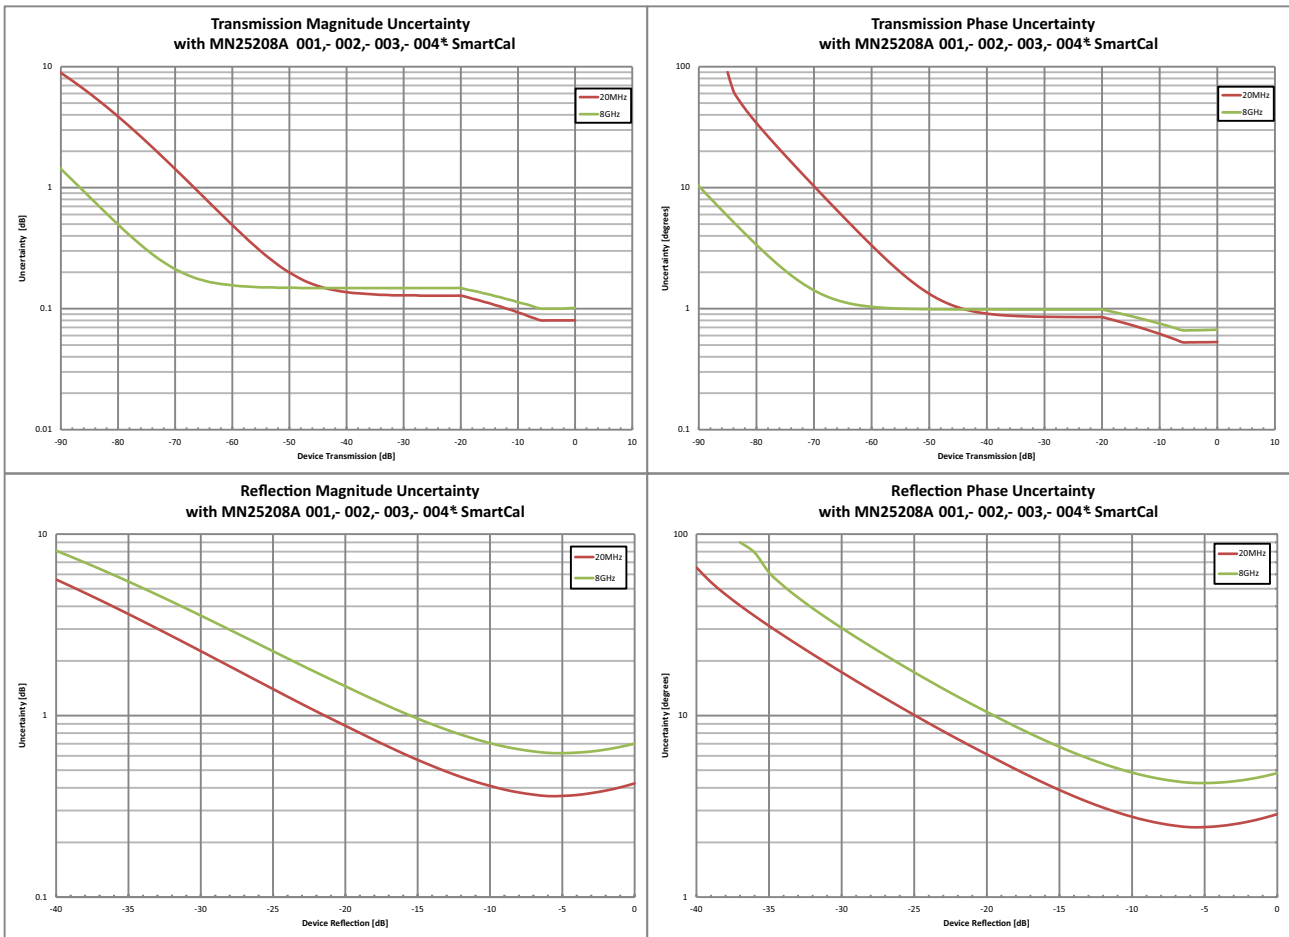 Transmission Magnitude Uncertainty
with MN25208A 001,- 002,- 003,- 004* SmartCal
10
1
0.1
0.01
Uncertainty [dB]
20MHz
8GHz
-90 -80 -70 -60 -50 -40 -30 -20 -10 0 10
Device Transmission [dB]
Transmission Phase Uncertainty
with MN25208A 001,- 002,- 003,- 004* SmartCal
100
10
1
0.1
Uncertainty [degrees]
20MHz
8GHz
-90 -80 -70 -60 -50 -40 -30 -20 -10 0 10
Device Transmission [dB]
Reflection Magnitude Uncertainty
with MN25208A 001,- 002,- 003,- 004* SmartCal
10
1
0.1
Uncertainty [dB]
20MHz
8GHz
-40 -35 -30 -25 -20 -15 -10 -5 0
Device Reflection [dB]
Reflection Phase Uncertainty
with MN25208A 001,- 002,- 003,- 004* SmartCal
100
10
1
Uncertainty [degrees]
20MHz
8GHz
-40 -35 -30 -25 -20 -15 -10 -5 0
Device Reflection [dB]